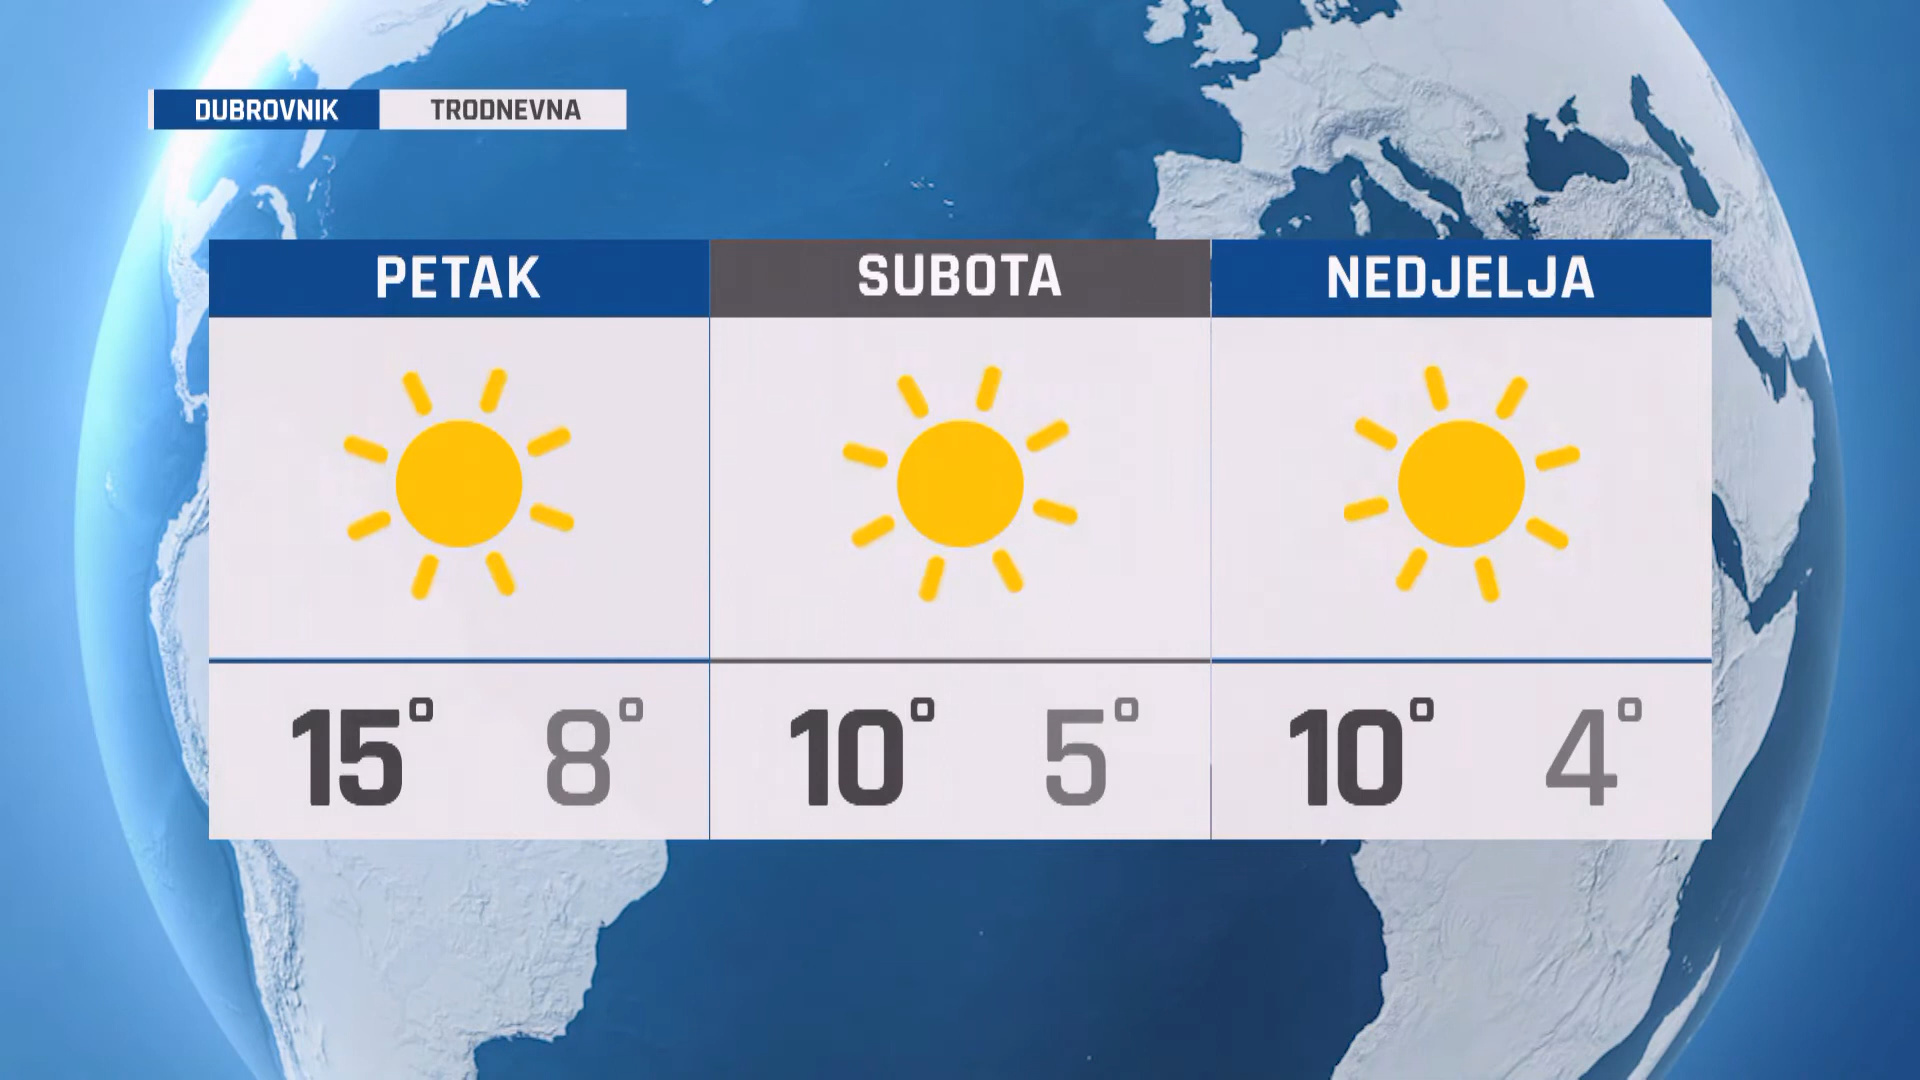 DUBROVNIK TRODNEVNA
PETAK SUBOTA NEDJELJA
15° 8° 10° 5° 10° 4°